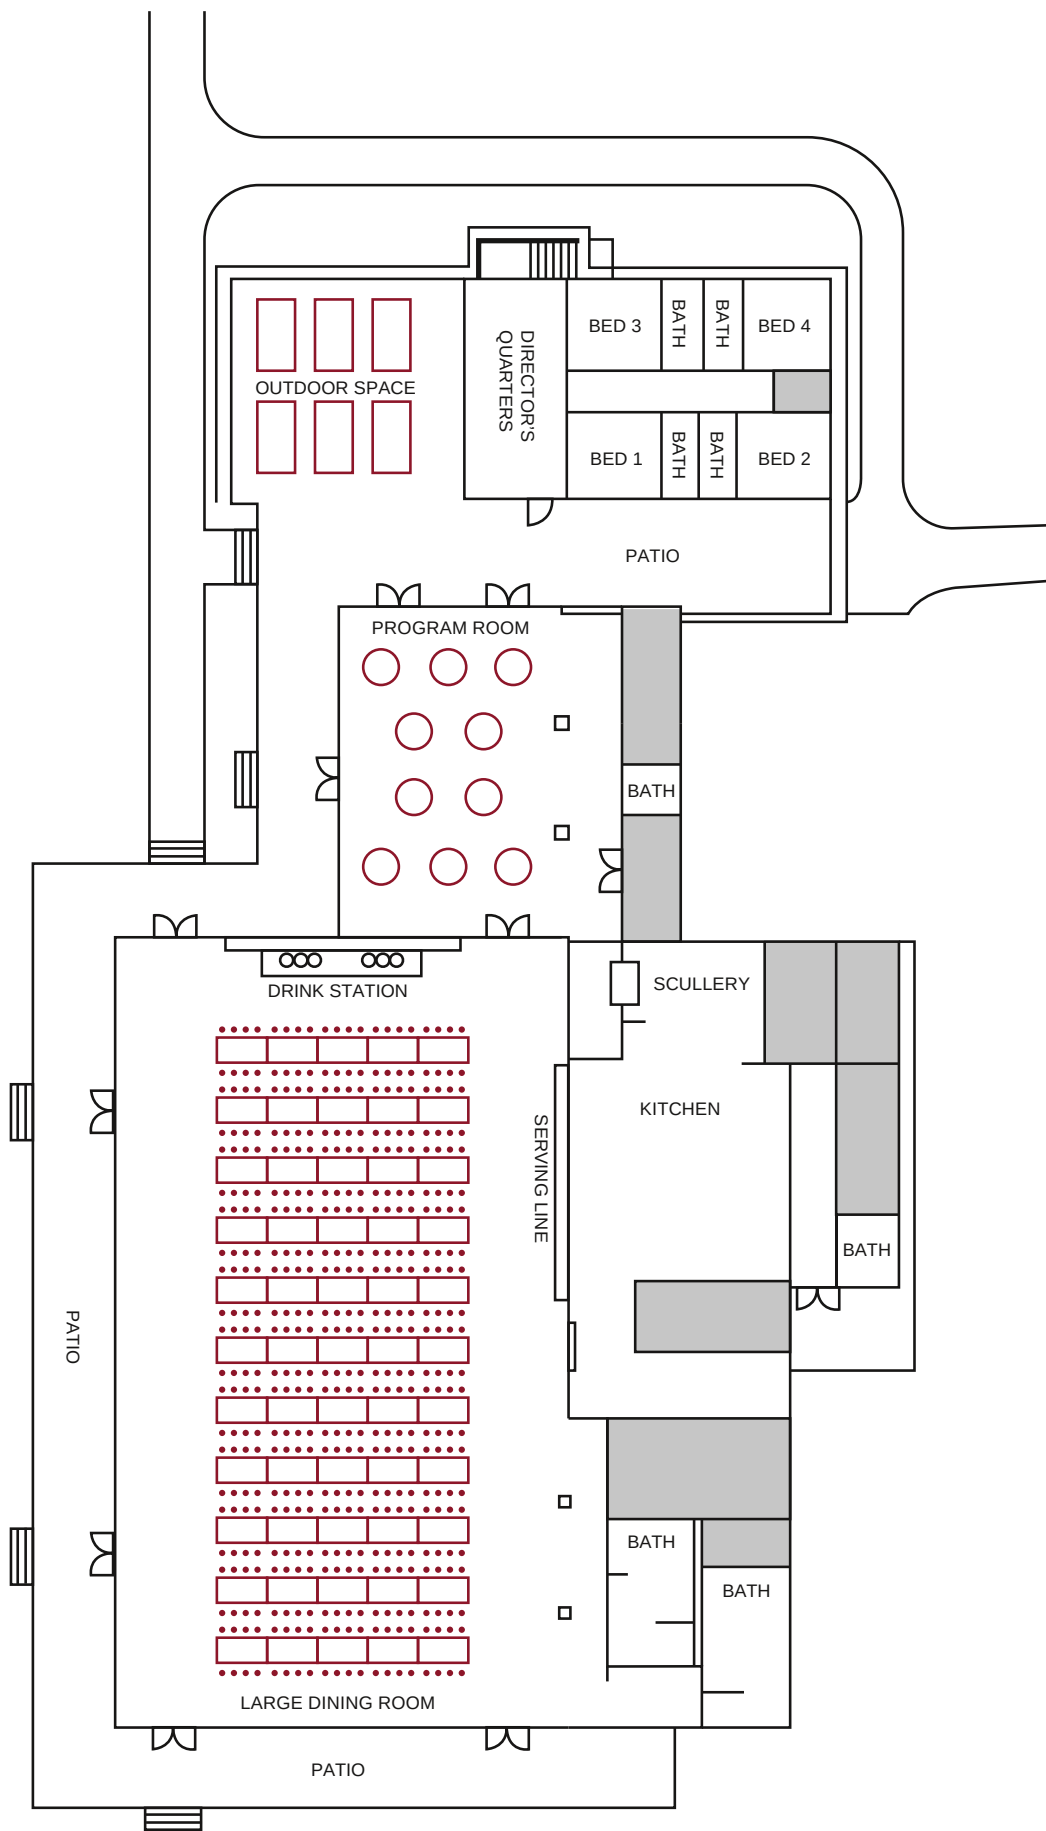 BED 3
BATH
BATH
BED 4
DIRECTOR'S
QUARTERS
OUTDOOR SPACE
BED 1
BATH
BATH
BED 2
PATIO
PROGRAM ROOM
BATH
SCULLERY
DRINK STATION
KITCHEN
SERVING LINE
BATH
PATIO
BATH
BATH
LARGE DINING ROOM
PATIO